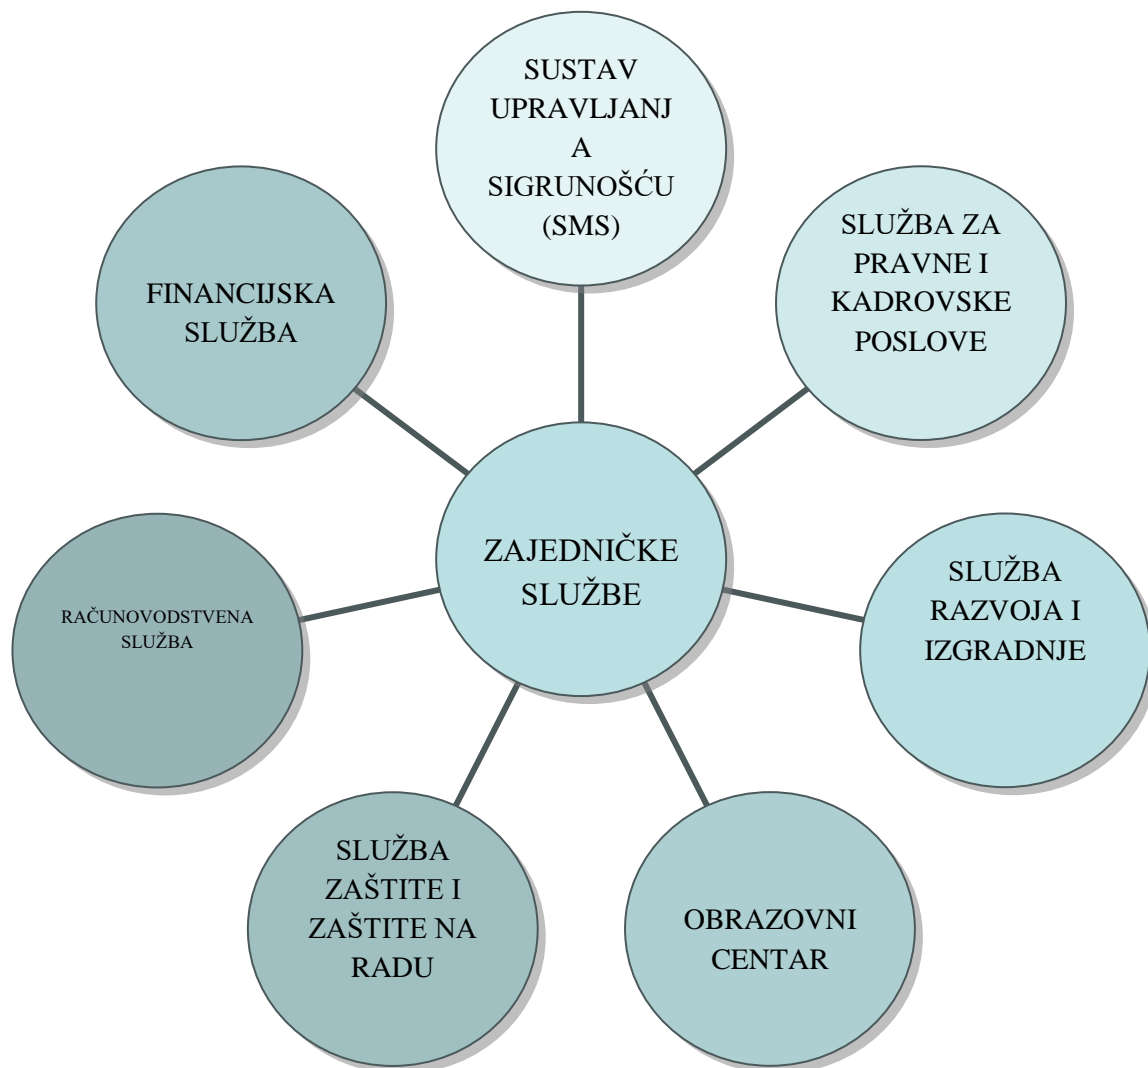 SUSTAV
UPRAVLJANJ
A
SIGRUNOŠĆU
(SMS)
SLUŽBA ZA
PRAVNE I
KADROVSKE
POSLOVE
SLUŽBA
RAZVOJA I
IZGRADNJE
OBRAZOVNI
CENTAR
SLUŽBA
ZAŠTITE I
ZAŠTITE NA
RADU
RAČUNOVODSTVENA
SLUŽBA
FINANCIJSKA
SLUŽBA
ZAJEDNIČKE
SLUŽBE